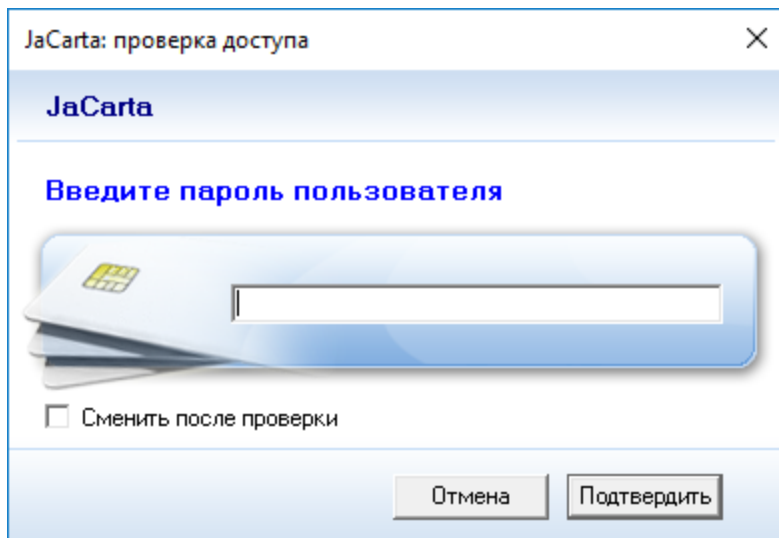 JaCarta: проверка доступа
JaCarta
Введите пароль пользователя
Сменить после проверки
Отмена
Подтвердить